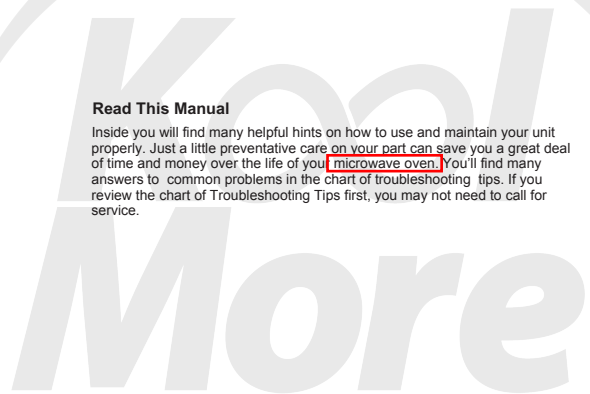 Kool
More
Read This Manual
Inside you will find many helpful hints on how to use and maintain your unit
properly. Just a little preventative care on your part can save you a great deal
of time and money over the life of your microwave oven. You’ll find many
answers to common problems in the chart of troubleshooting tips. If you
review the chart of Troubleshooting Tips first, you may not need to call for
service.